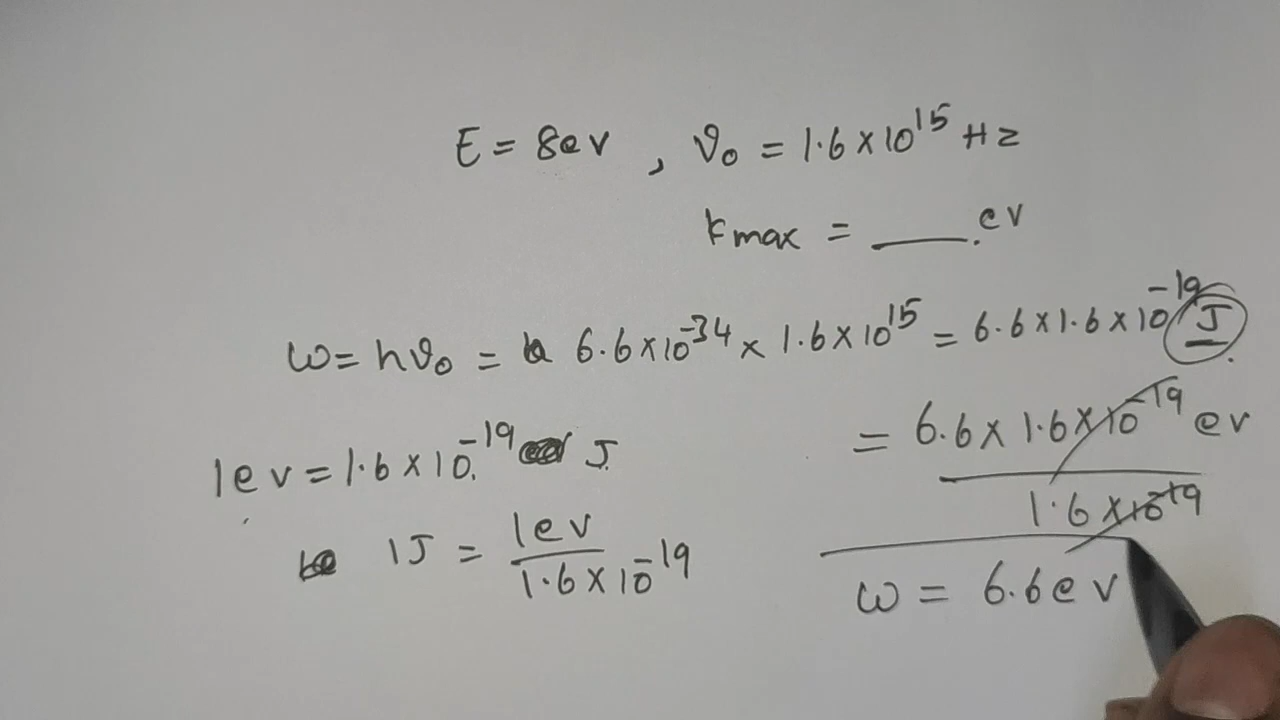 E = 8ev , ν₀ = 1.6 x 10¹⁵ Hz
Kmax = ____. ev
ω = hν₀ = 6.6 x 10⁻³⁴ x 1.6 x 10¹⁵ = 6.6 x 1.6 x 10⁻¹⁹ J.
= 6.6 x 1.6 x 10⁻¹⁹ ev
1.6 x 10⁻¹⁹
1ev = 1.6 x 10.⁻¹⁹ J.
1J = 1ev
1.6 x 10⁻¹⁹
ω = 6.6ev